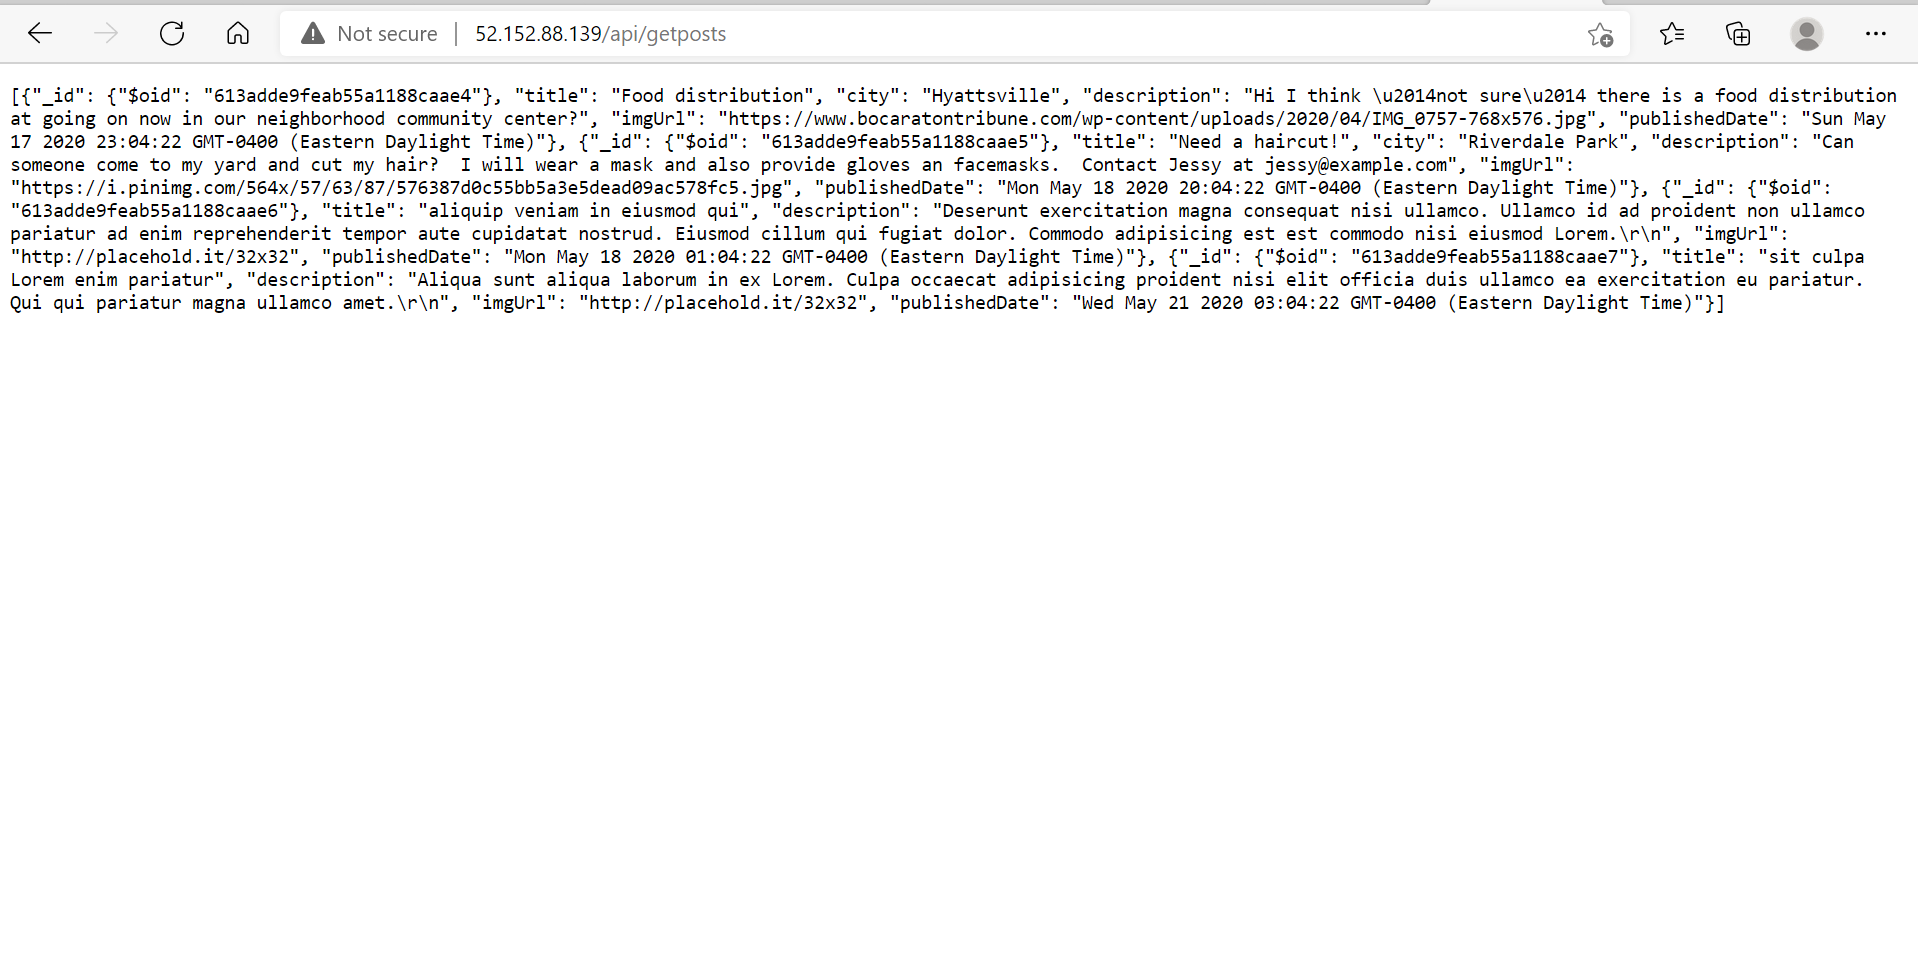 Not secure | 52.152.88.139/api/getposts
[{"_id": {"$oid": "613adde9feab55a1188caae4"}, "title": "Food distribution", "city": "Hyattsville", "description": "Hi I think \u2014not sure\u2014 there is a food distribution
at going on now in our neighborhood community center?", "imgUrl": "https://www.bocaratontribune.com/wp-content/uploads/2020/04/IMG_0757-768x576.jpg", "publishedDate": "Sun May
17 2020 23:04:22 GMT-0400 (Eastern Daylight Time)"}, {"_id": {"$oid": "613adde9feab55a1188caae5"}, "title": "Need a haircut!", "city": "Riverdale Park", "description": "Can
someone come to my yard and cut my hair?  I will wear a mask and also provide gloves an facemasks.  Contact Jessy at jessy@example.com", "imgUrl":
"https://i.pinimg.com/564x/57/63/87/576387d0c55bb5a3e5dead09ac578fc5.jpg", "publishedDate": "Mon May 18 2020 20:04:22 GMT-0400 (Eastern Daylight Time)"}, {"_id": {"$oid":
"613adde9feab55a1188caae6"}, "title": "aliquip veniam in eiusmod qui", "description": "Deserunt exercitation magna consequat nisi ullamco. Ullamco id ad proident non ullamco
pariatur ad enim reprehenderit tempor aute cupidatat nostrud. Eiusmod cillum qui fugiat dolor. Commodo adipisicing est est commodo nisi eiusmod Lorem.\r\n", "imgUrl":
"http://placehold.it/32x32", "publishedDate": "Mon May 18 2020 01:04:22 GMT-0400 (Eastern Daylight Time)"}, {"_id": {"$oid": "613adde9feab55a1188caae7"}, "title": "sit culpa
Lorem enim pariatur", "description": "Aliqua sunt aliqua laborum in ex Lorem. Culpa occaecat adipisicing proident nisi elit officia duis ullamco ea exercitation eu pariatur.
Qui qui pariatur magna ullamco amet.\r\n", "imgUrl": "http://placehold.it/32x32", "publishedDate": "Wed May 21 2020 03:04:22 GMT-0400 (Eastern Daylight Time)"}]